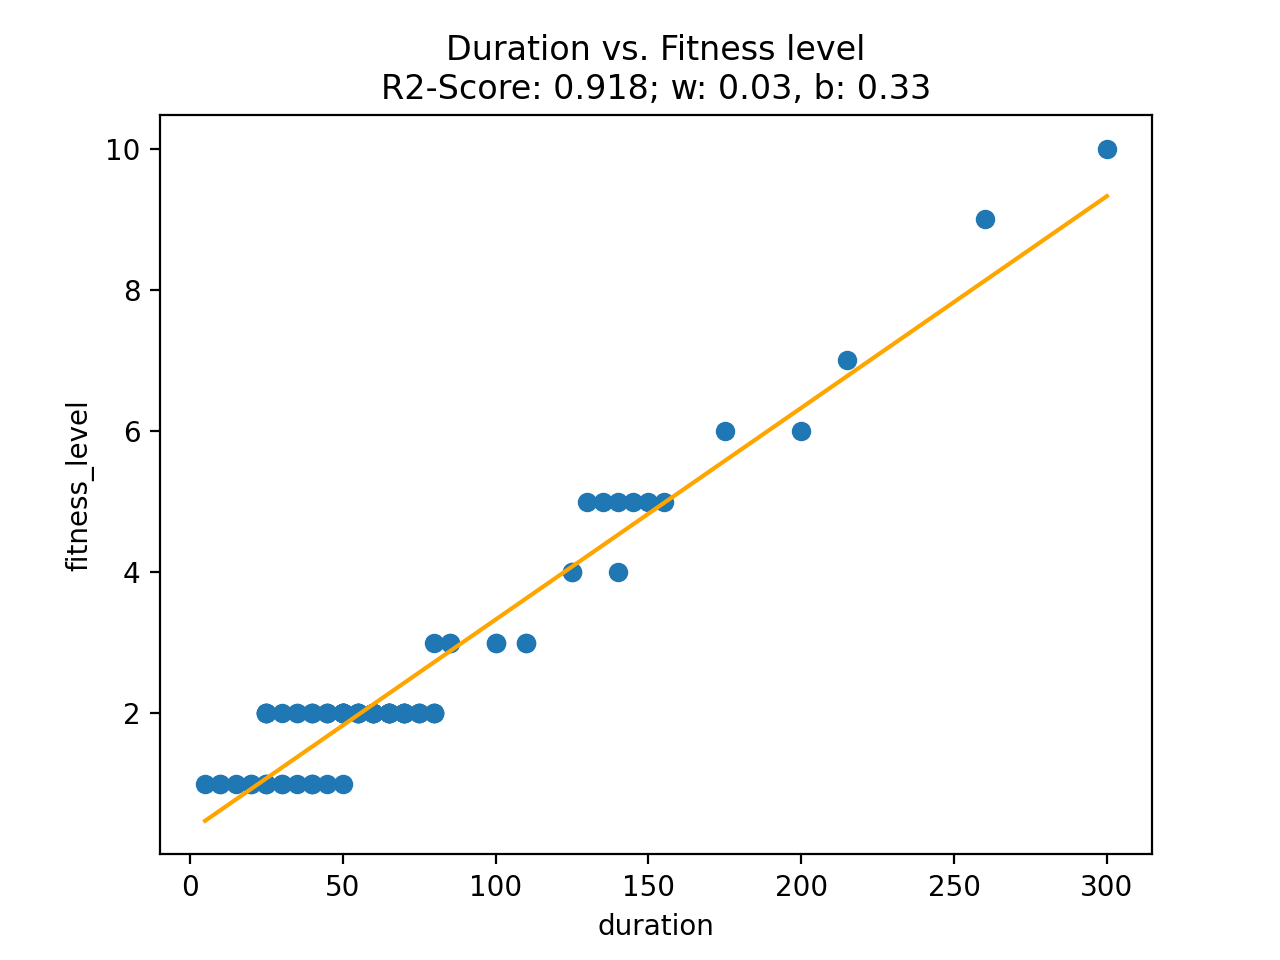 Duration vs. Fitness level
R2-Score: 0.918; w: 0.03, b: 0.33
10
8
6
4
2
fitness_level
0 50 100 150 200 250 300
duration